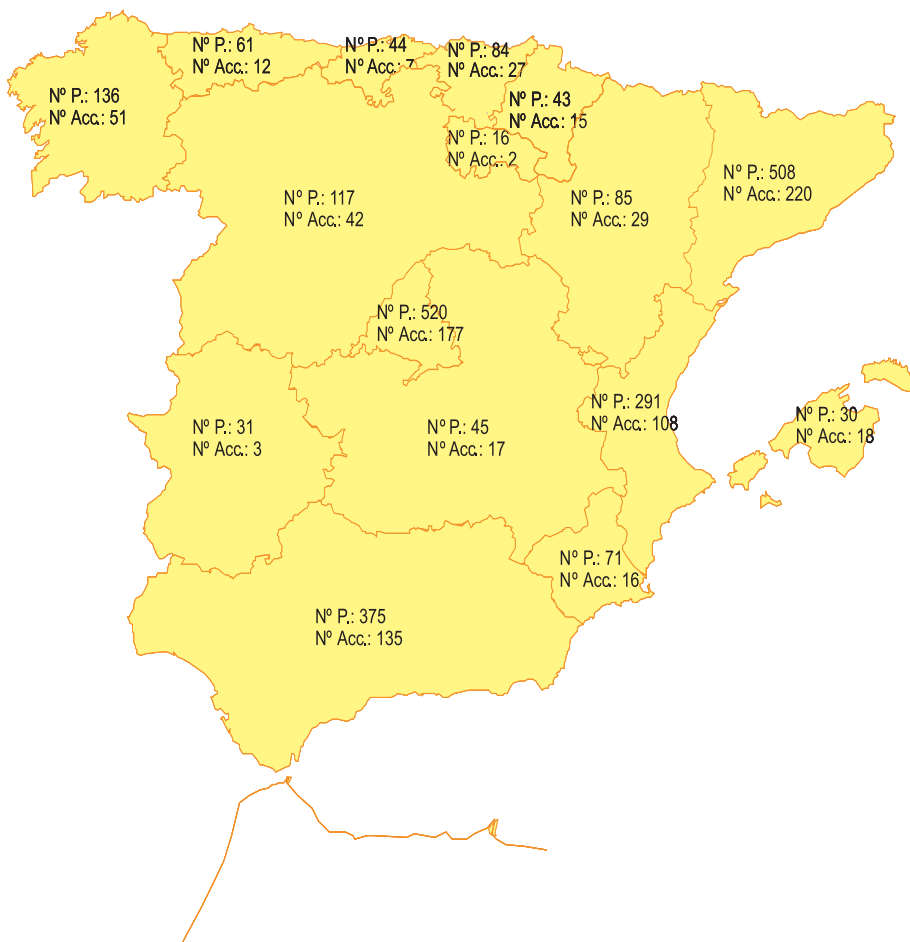 Nº P.: 61
Nº Acc.: 12
Nº P.: 44
Nº Acc.: 7
Nº P.: 84
Nº Acc.: 27
Nº P.: 136
Nº Acc.: 51
Nº P.: 43
Nº Acc.: 15
Nº P.: 16
Nº Acc.: 2
Nº P.: 117
Nº Acc.: 42
Nº P.: 85
Nº Acc.: 29
Nº P.: 508
Nº Acc.: 220
Nº P.: 520
Nº Acc.: 177
Nº P.: 31
Nº Acc.: 3
Nº P.: 45
Nº Acc.: 17
Nº P.: 291
Nº Acc.: 108
Nº P.: 30
Nº Acc.: 18
Nº P.: 71
Nº Acc.: 16
Nº P.: 375
Nº Acc.: 135